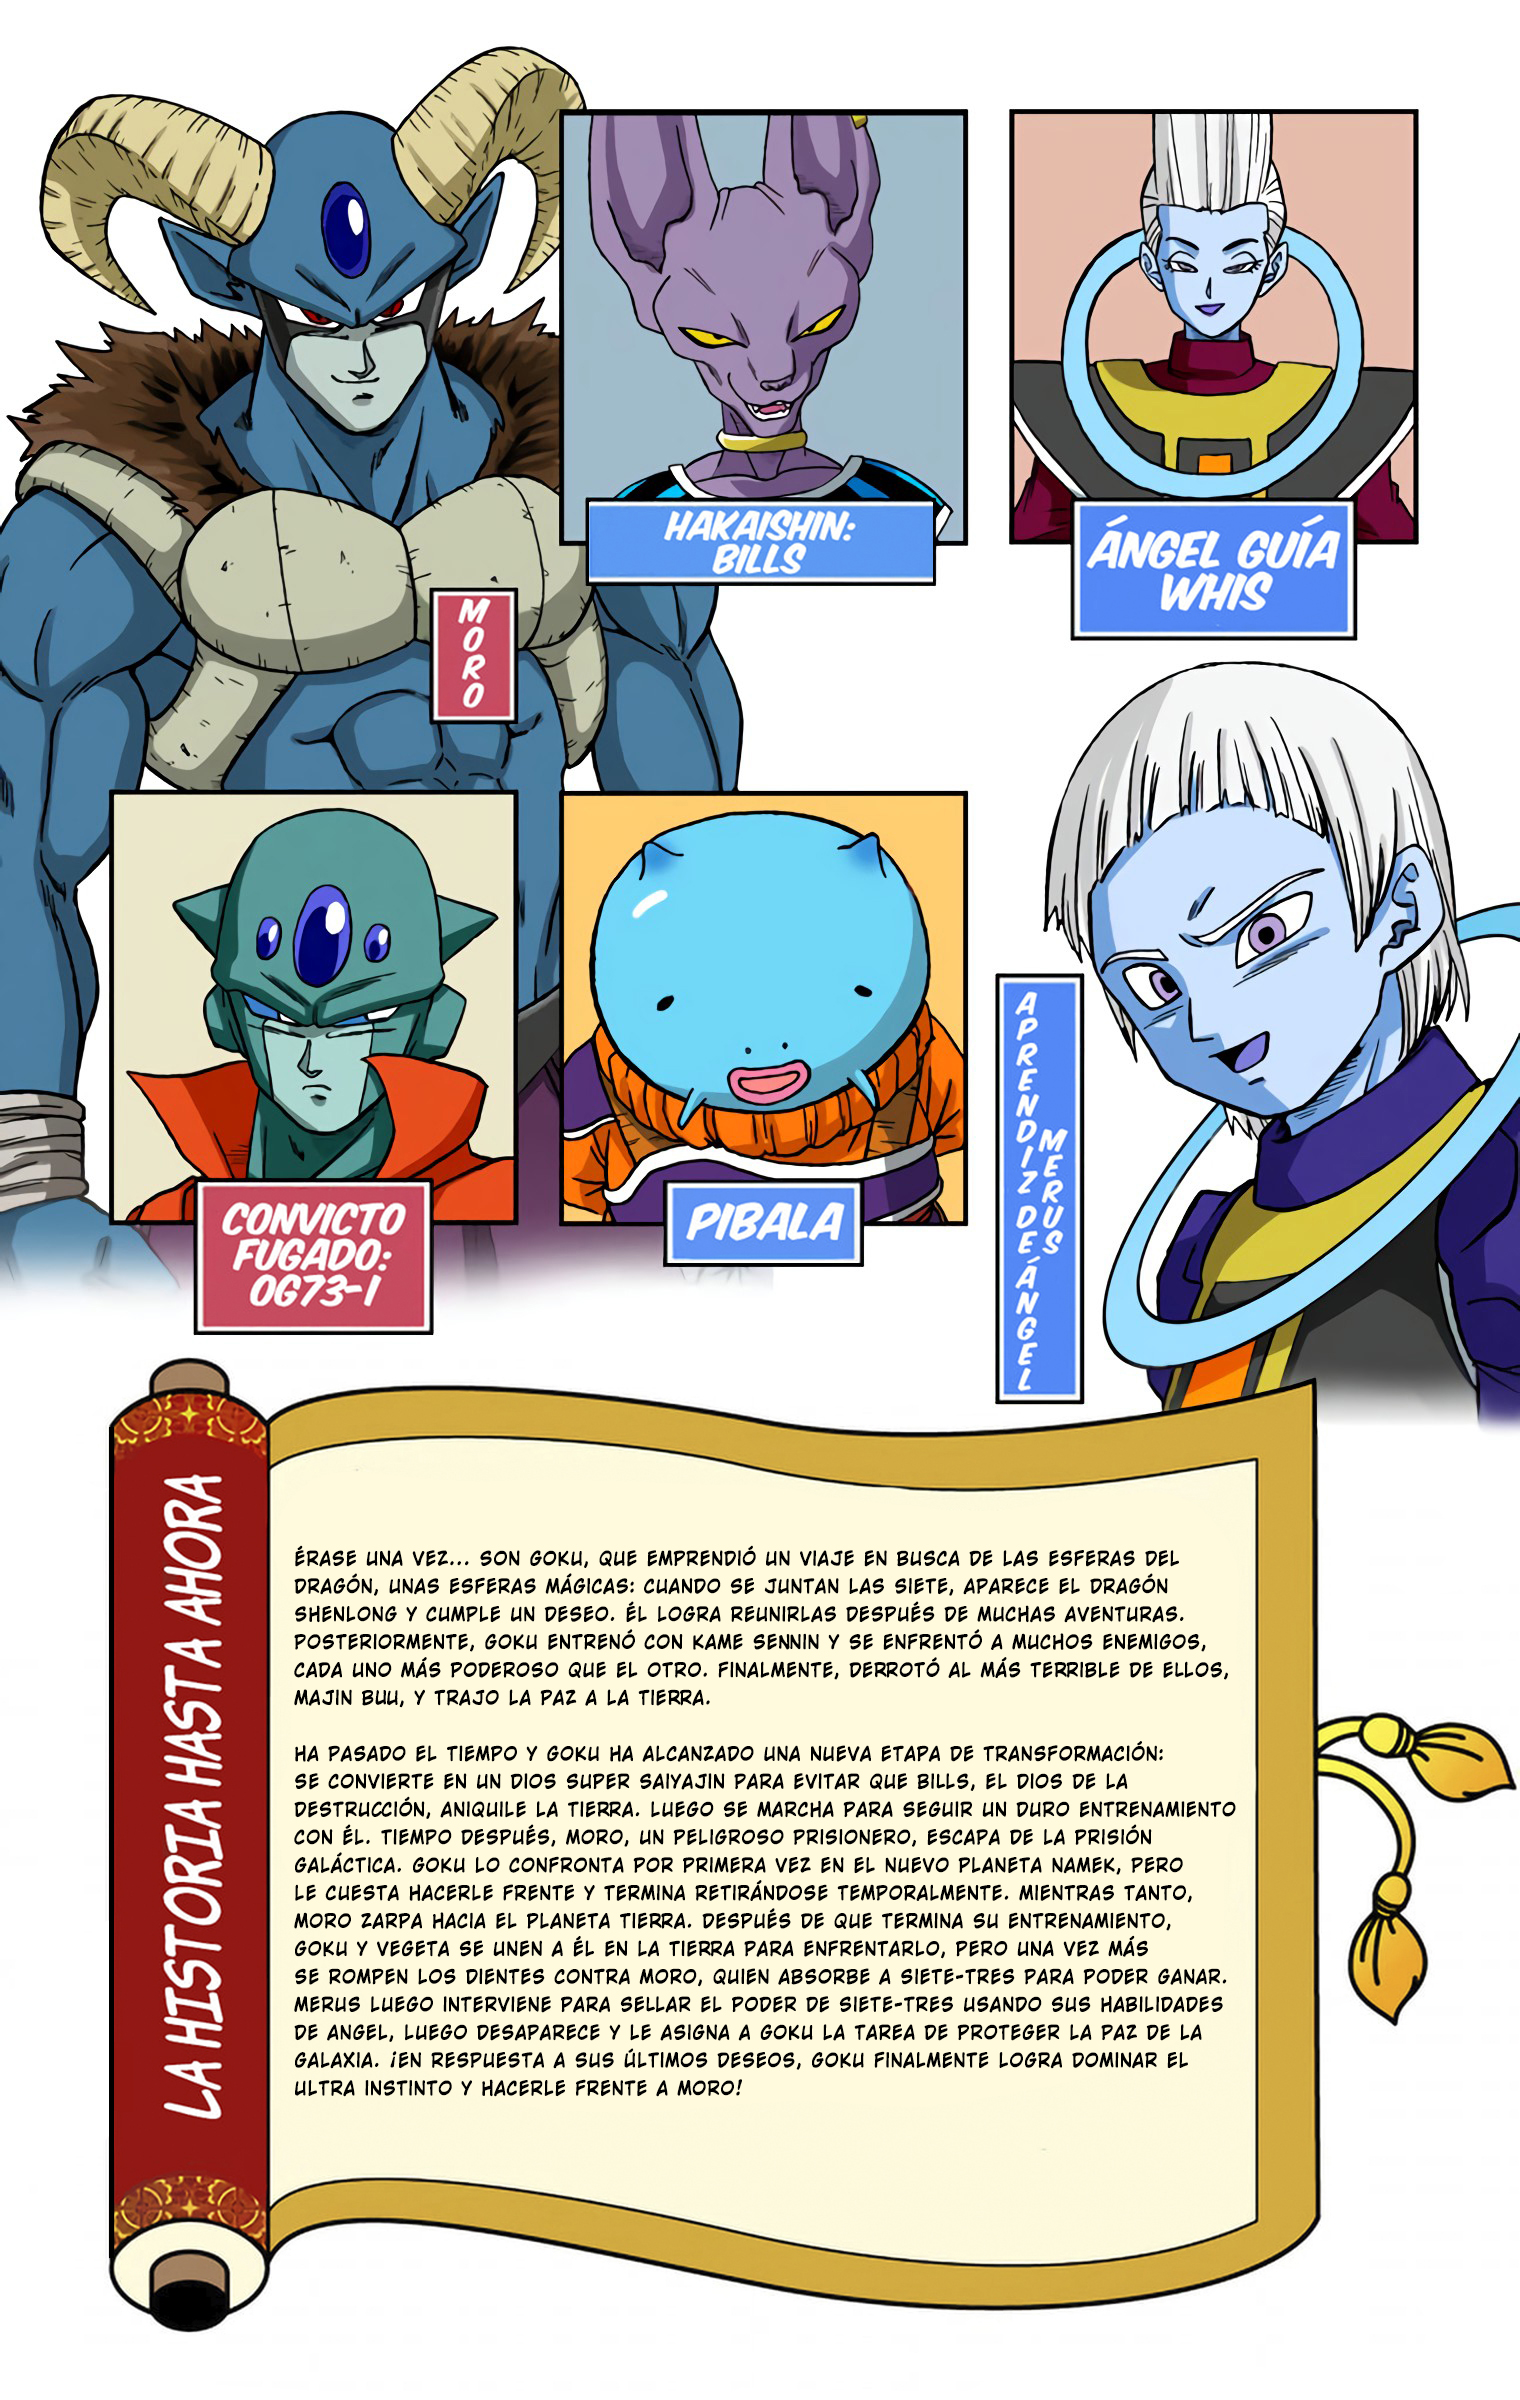 HAKAISHIN:
BILLS
ÁNGEL GUÍA
WHIS
MORO
CONVICTO
FUGADO:
OG73-I
PIBALA
APRENDIZ DE ÁNGEL
MERUS
LA HISTORIA HASTA AHORA
ÉRASE UNA VEZ... SON GOKU, QUE EMPRENDIÓ UN VIAJE EN BUSCA DE LAS ESFERAS DEL
DRAGÓN, UNAS ESFERAS MÁGICAS: CUANDO SE JUNTAN LAS SIETE, APARECE EL DRAGÓN
SHENLONG Y CUMPLE UN DESEO. ÉL LOGRA REUNIRLAS DESPUÉS DE MUCHAS AVENTURAS.
POSTERIORMENTE, GOKU ENTRENÓ CON KAME SENNIN Y SE ENFRENTÓ A MUCHOS ENEMIGOS,
CADA UNO MÁS PODEROSO QUE EL OTRO. FINALMENTE, DERROTÓ AL MÁS TERRIBLE DE ELLOS,
MAJIN BUU, Y TRAJO LA PAZ A LA TIERRA.
HA PASADO EL TIEMPO Y GOKU HA ALCANZADO UNA NUEVA ETAPA DE TRANSFORMACIÓN:
SE CONVIERTE EN UN DIOS SUPER SAIYAJIN PARA EVITAR QUE BILLS, EL DIOS DE LA
DESTRUCCIÓN, ANIQUILE LA TIERRA. LUEGO SE MARCHA PARA SEGUIR UN DURO ENTRENAMIENTO
CON ÉL. TIEMPO DESPUÉS, MORO, UN PELIGROSO PRISIONERO, ESCAPA DE LA PRISIÓN
GALÁCTICA. GOKU LO CONFRONTA POR PRIMERA VEZ EN EL NUEVO PLANETA NAMEK, PERO
LE CUESTA HACERLE FRENTE Y TERMINA RETIRÁNDOSE TEMPORALMENTE. MIENTRAS TANTO,
MORO ZARPA HACIA EL PLANETA TIERRA. DESPUÉS DE QUE TERMINA SU ENTRENAMIENTO,
GOKU Y VEGETA SE UNEN A ÉL EN LA TIERRA PARA ENFRENTARLO, PERO UNA VEZ MÁS
SE ROMPEN LOS DIENTES CONTRA MORO, QUIEN ABSORBE A SIETE-TRES PARA PODER GANAR.
MERUS LUEGO INTERVIENE PARA SELLAR EL PODER DE SIETE-TRES USANDO SUS HABILIDADES
DE ANGEL, LUEGO DESAPARECE Y LE ASIGNA A GOKU LA TAREA DE PROTEGER LA PAZ DE LA
GALAXIA. ¡EN RESPUESTA A SUS ÚLTIMOS DESEOS, GOKU FINALMENTE LOGRA DOMINAR EL
ULTRA INSTINTO Y HACERLE FRENTE A MORO!